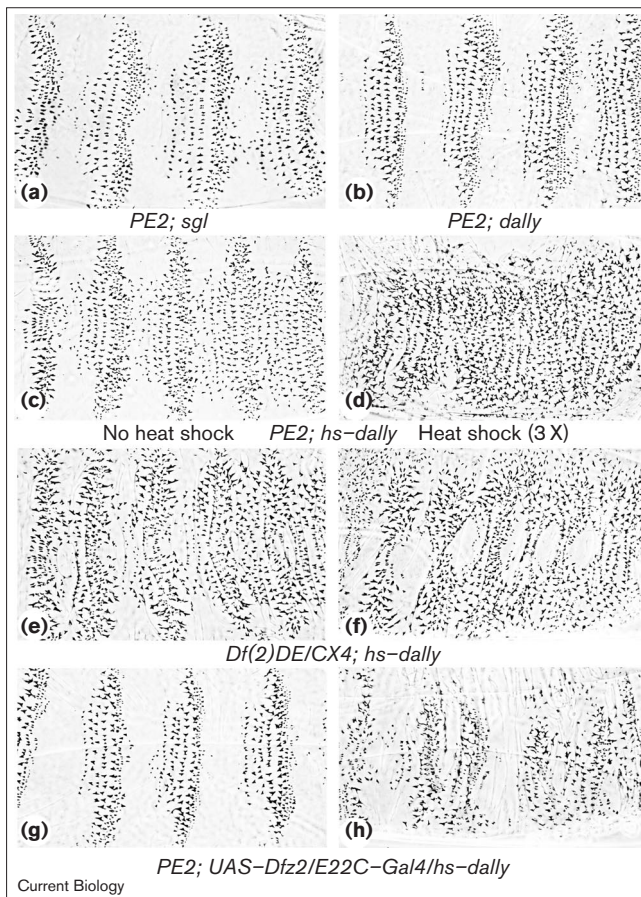 (a)
(b)
PE2; sgl
PE2; dally
(c)
(d)
No heat shock PE2; hs–dally Heat shock (3 X)
(e)
(f)
Df(2)DE/CX4; hs–dally
(g)
(h)
PE2; UAS–Dfz2/E22C–Gal4/hs–dally
Current Biology